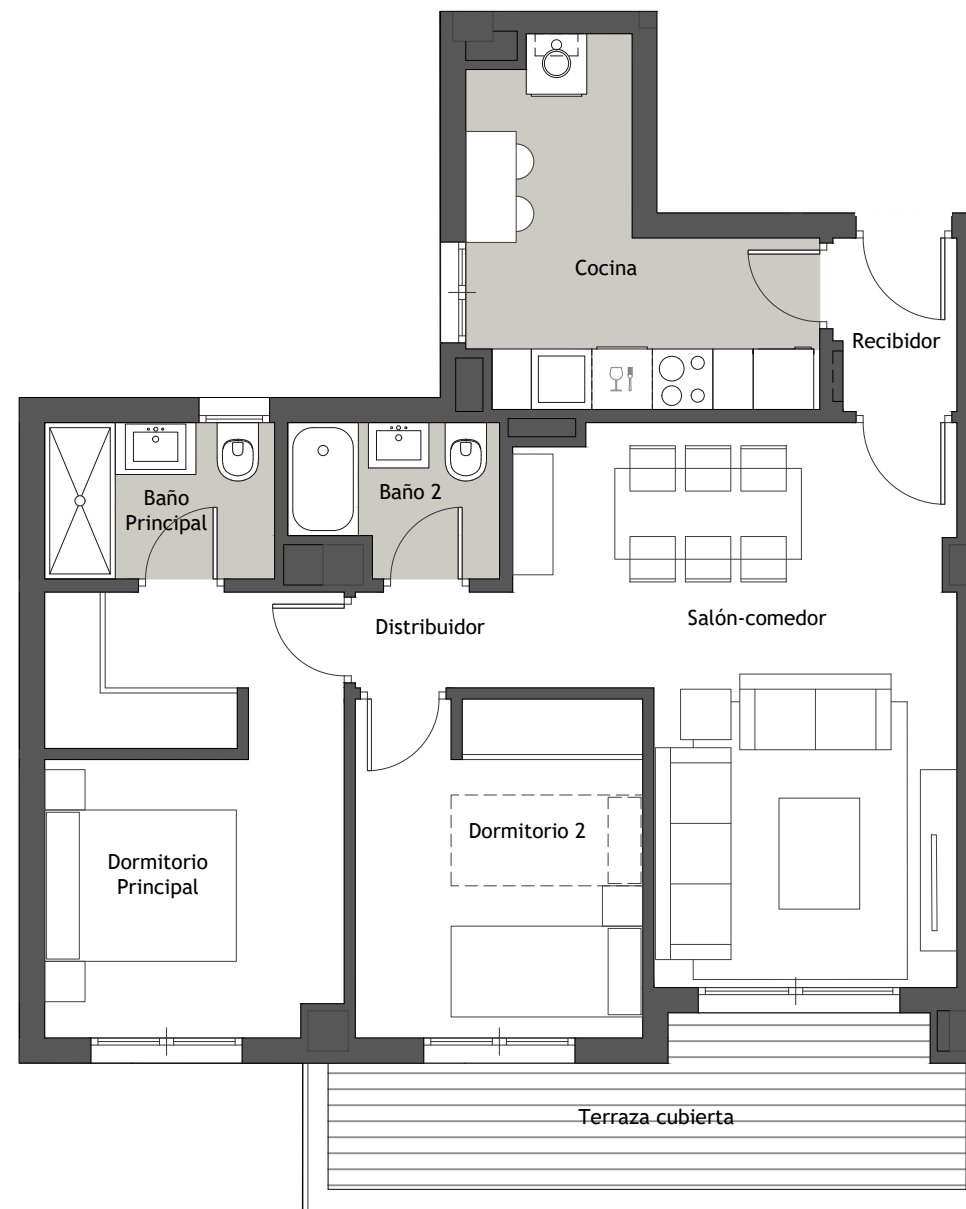 Cocina
Recibidor
Baño
Principal
Baño 2
Distribuidor
Salón-comedor
Dormitorio 2
Dormitorio
Principal
Terraza cubierta